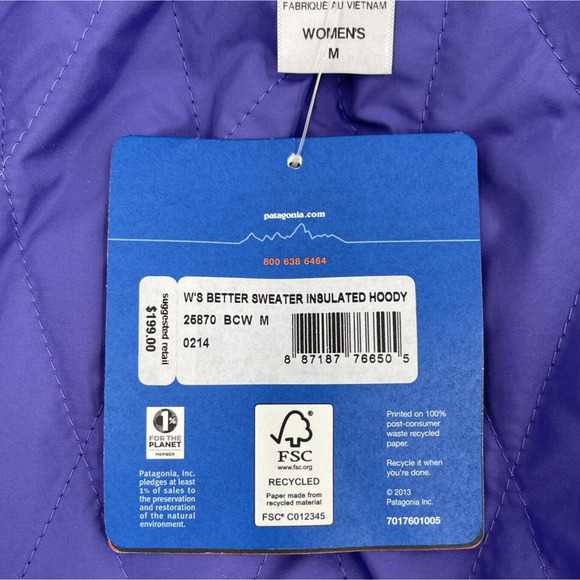 FABRIQUÉ AU VIETNAM
WOMEN'S
M
patagonia.com
800 638 6464
suggested retail
$199.00
W'S BETTER SWEATER INSULATED HOODY
25870 BCW M
0214
8 87187 76650 5
1%
FOR THE
PLANET
MEMBER
Patagonia, Inc.
pledges at least
1% of sales to
the preservation
and restoration
of the natural
environment.
FSC
www.fsc.org
RECYCLED
Paper made from
recycled material
FSC® C012345
Printed on 100%
post-consumer
waste recycled
paper.
Recycle it when
you're done.
© 2013
Patagonia Inc.
7017601005